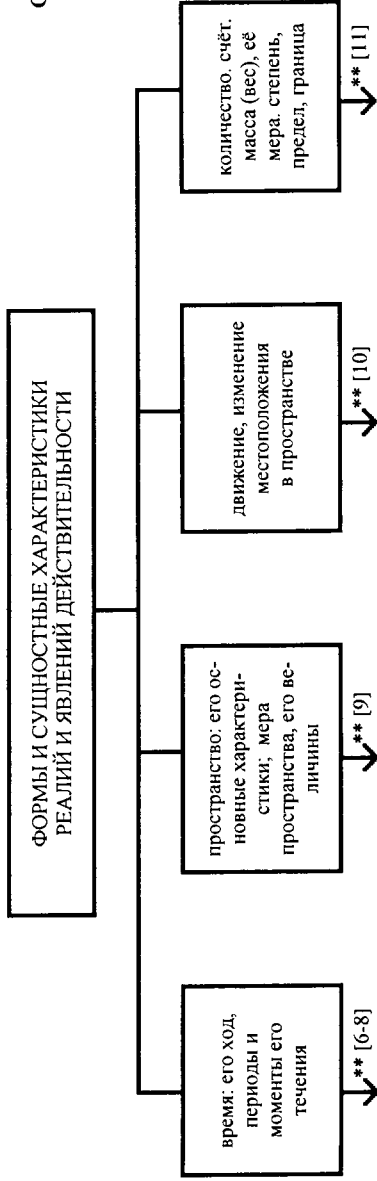 ФОРМЫ И СУЩНОСТНЫЕ ХАРАКТЕРИСТИКИ
РЕАЛИЙ И ЯВЛЕНИЙ ДЕЙСТВИТЕЛЬНОСТИ
время: его ход,
периоды и
моменты его
течения
** [6-8]
пространство: его ос-
новные характери-
стики; мера
пространства, его ве-
личины
** [9]
движение, изменение
местоположения
в пространстве
** [10]
количество. счёт.
масса (вес), её
мера. степень,
предел, граница
** [11]